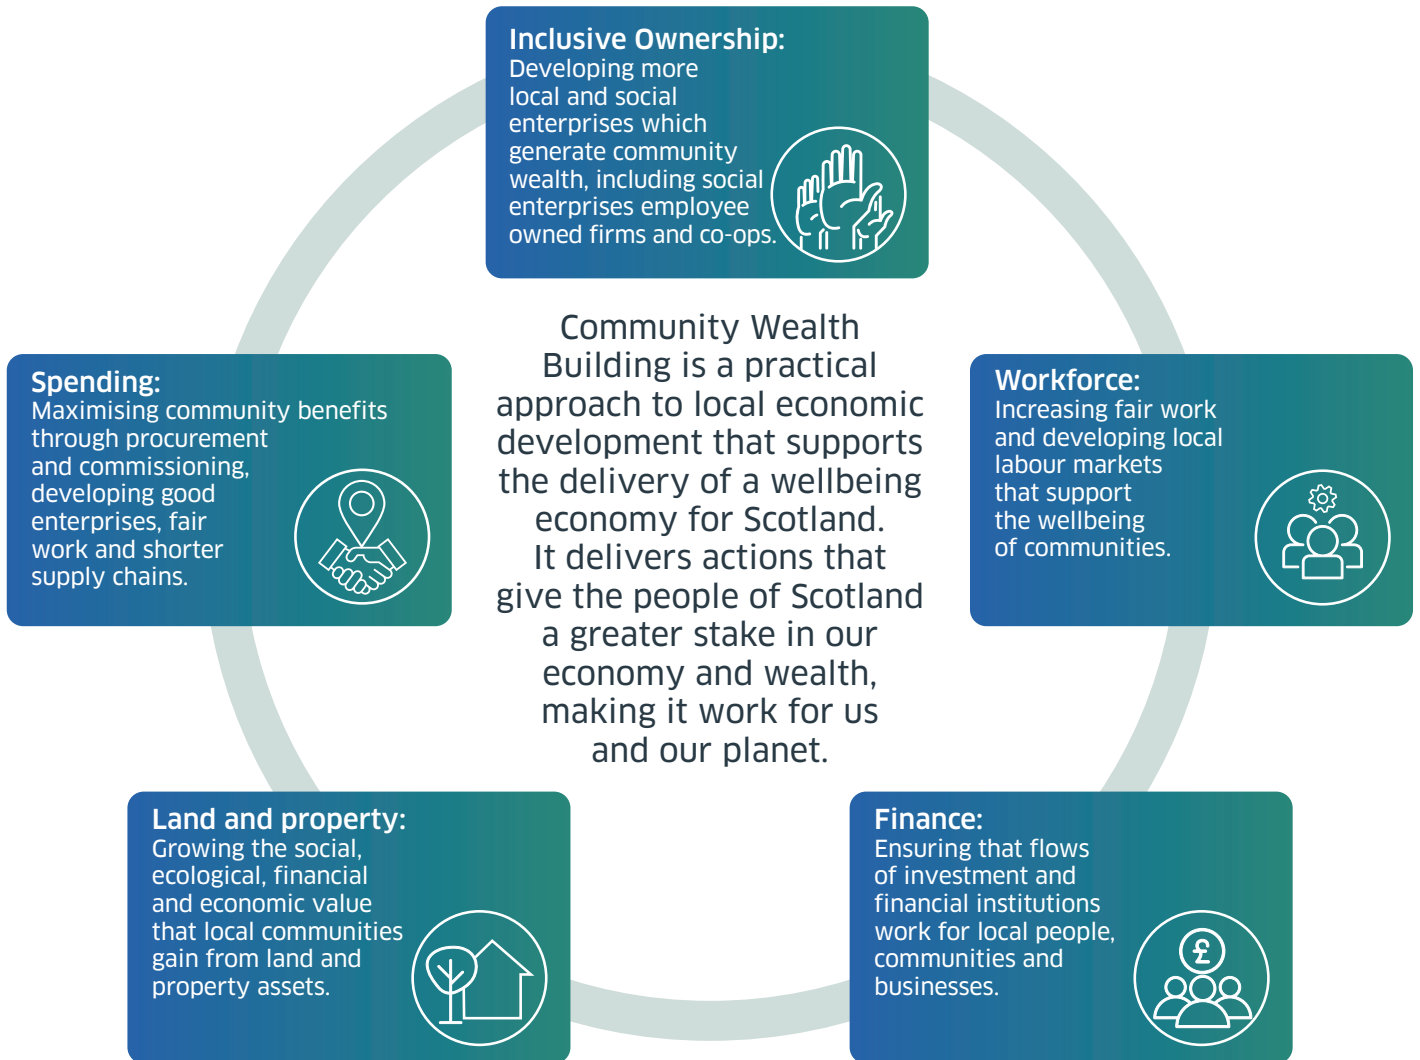 Inclusive Ownership:
Developing more
local and social
enterprises which
generate community
wealth, including social
enterprises employee
owned firms and co-ops.
Spending:
Maximising community benefits
through procurement
and commissioning,
developing good
enterprises, fair
work and shorter
supply chains.
Community Wealth
Building is a practical
approach to local economic
development that supports
the delivery of a wellbeing
economy for Scotland.
It delivers actions that
give the people of Scotland
a greater stake in our
economy and wealth,
making it work for us
and our planet.
Workforce:
Increasing fair work
and developing local
labour markets
that support
the wellbeing
of communities.
Land and property:
Growing the social,
ecological, financial
and economic value
that local communities
gain from land and
property assets.
Finance:
Ensuring that flows
of investment and
financial institutions
work for local people,
communities and
businesses.
£